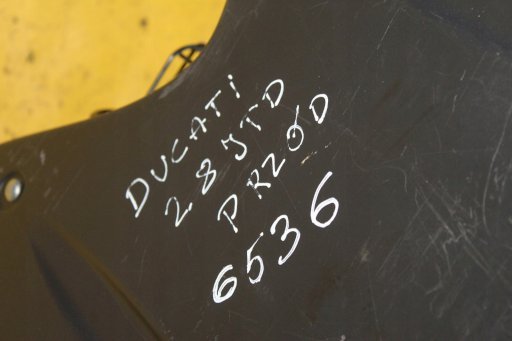 DUCATi
2.8 JTD
PRZÓD
6536